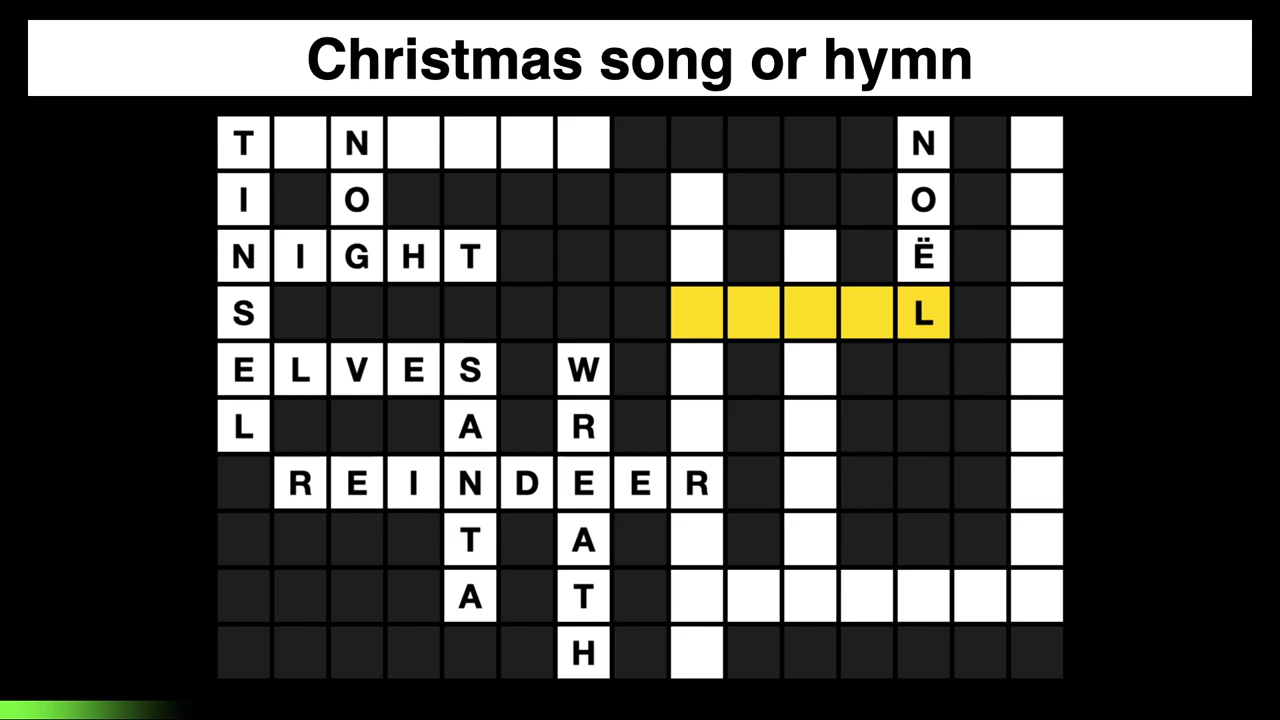 Christmas song or hymn
T N N
I O O
N I G H T Ë
S L
E L V E S W
L A R
R E I N D E E R
T A
A T
H